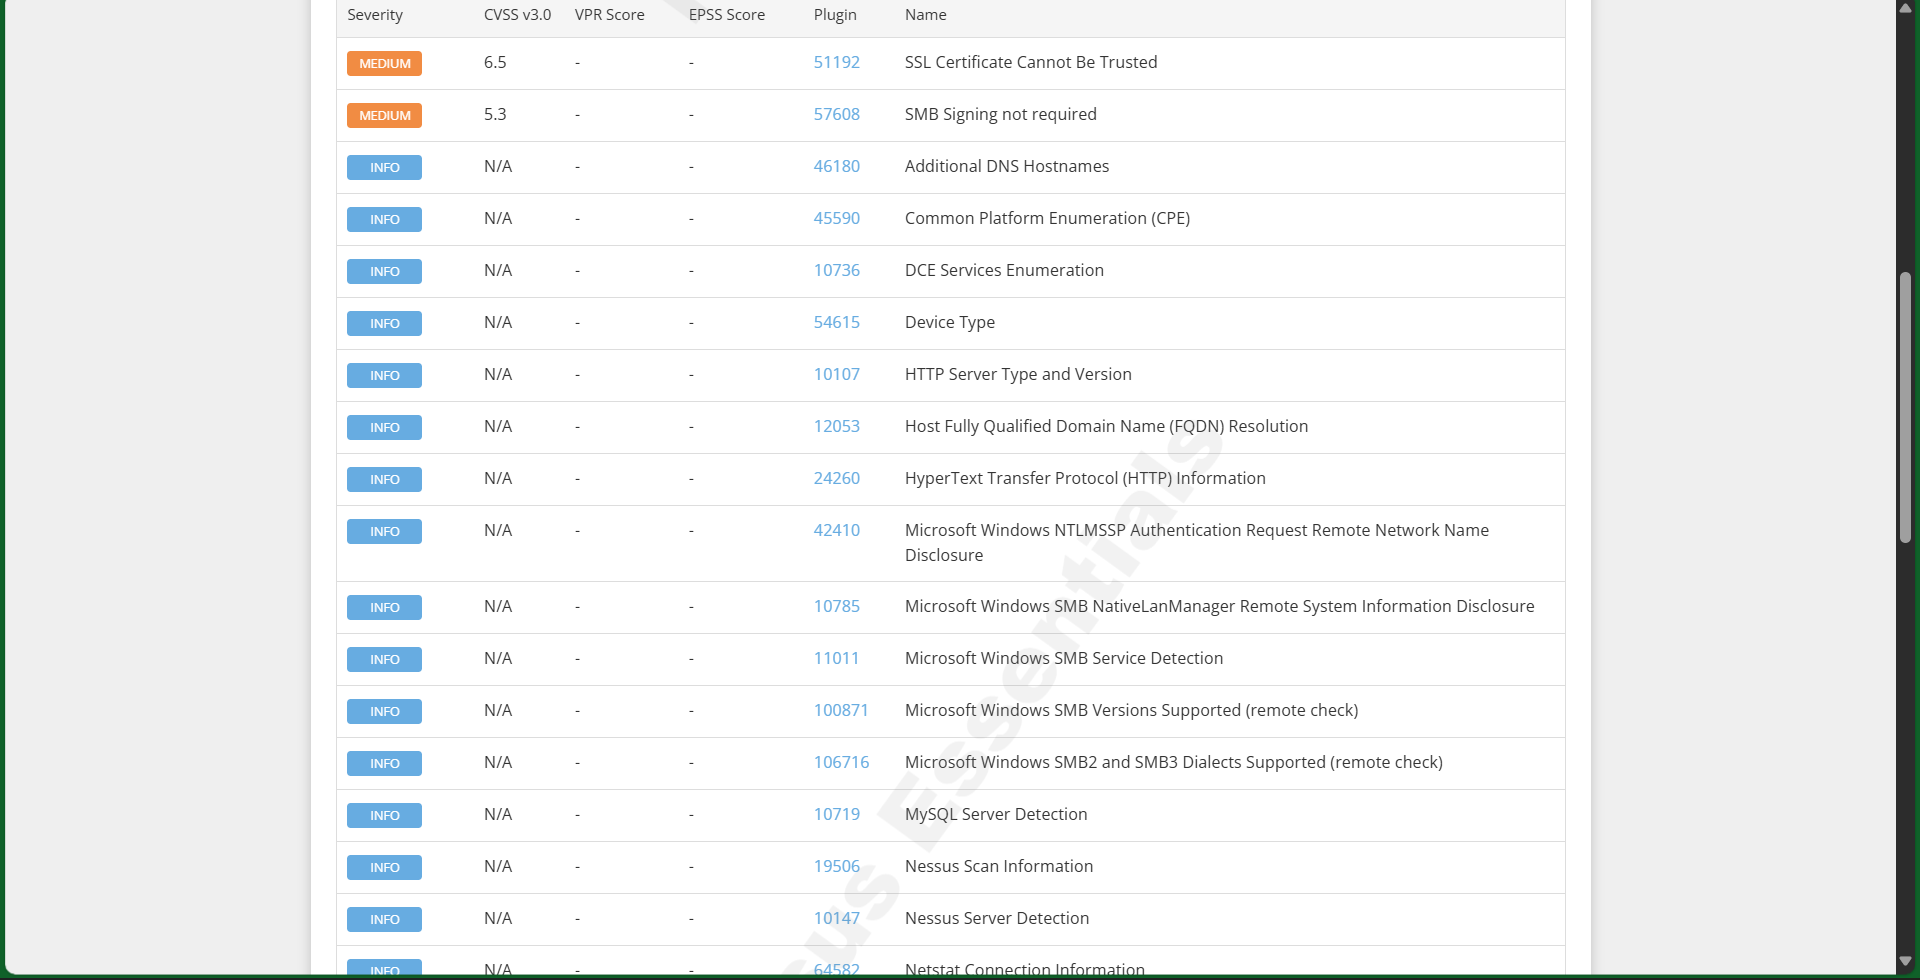 Severity CVSS v3.0 VPR Score EPSS Score Plugin Name
MEDIUM 6.5 - - 51192 SSL Certificate Cannot Be Trusted
MEDIUM 5.3 - - 57608 SMB Signing not required
INFO N/A - - 46180 Additional DNS Hostnames
INFO N/A - - 45590 Common Platform Enumeration (CPE)
INFO N/A - - 10736 DCE Services Enumeration
INFO N/A - - 54615 Device Type
INFO N/A - - 10107 HTTP Server Type and Version
INFO N/A - - 12053 Host Fully Qualified Domain Name (FQDN) Resolution
INFO N/A - - 24260 HyperText Transfer Protocol (HTTP) Information
INFO N/A - - 42410 Microsoft Windows NTLMSSP Authentication Request Remote Network Name
Disclosure
INFO N/A - - 10785 Microsoft Windows SMB NativeLanManager Remote System Information Disclosure
INFO N/A - - 11011 Microsoft Windows SMB Service Detection
INFO N/A - - 100871 Microsoft Windows SMB Versions Supported (remote check)
INFO N/A - - 106716 Microsoft Windows SMB2 and SMB3 Dialects Supported (remote check)
INFO N/A - - 10719 MySQL Server Detection
INFO N/A - - 19506 Nessus Scan Information
INFO N/A - - 10147 Nessus Server Detection
INFO N/A - - 64582 Netstat Connection Information
sus Essentials